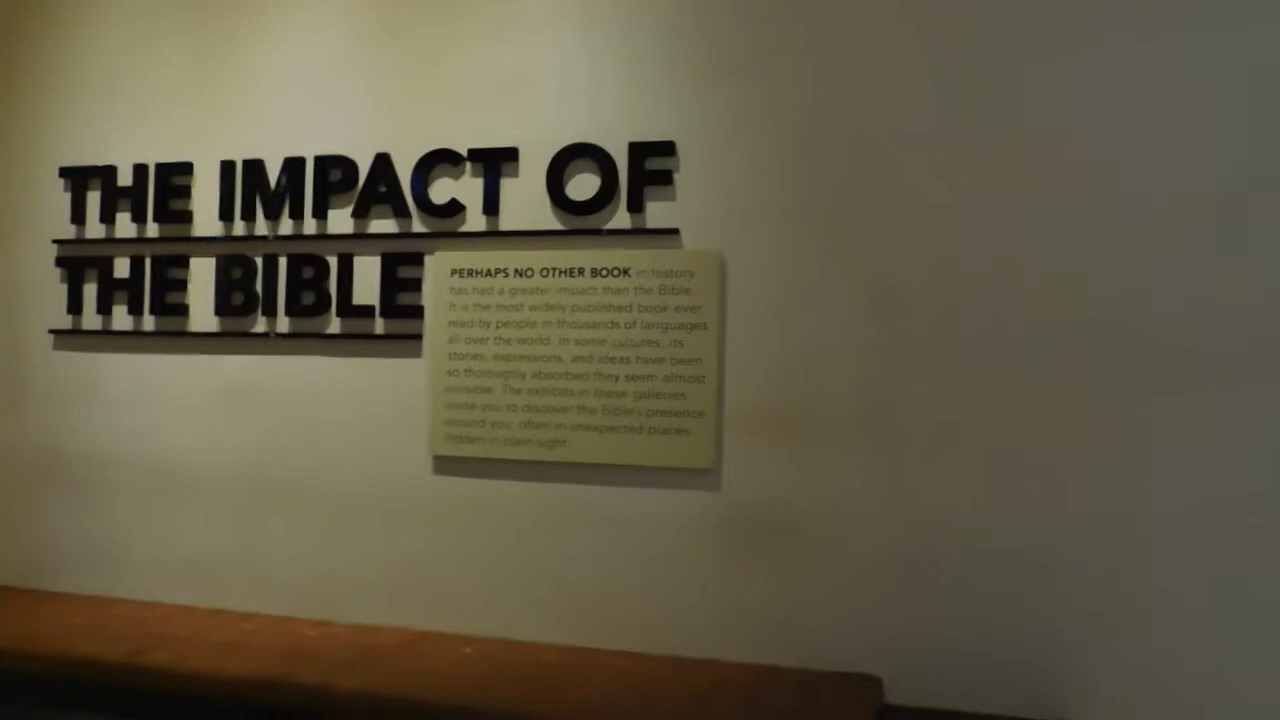 THE IMPACT OF
THE BIBLE
PERHAPS NO OTHER BOOK in history
has had a greater impact than the Bible.
It is the most widely published book ever,
read by people in thousands of languages
all over the world. In some cultures, its
stories, expressions, and ideas have been
so thoroughly absorbed they seem almost
invisible. The exhibits in these galleries
invite you to discover the Bible's presence
around you, often in unexpected places,
hidden in plain sight.